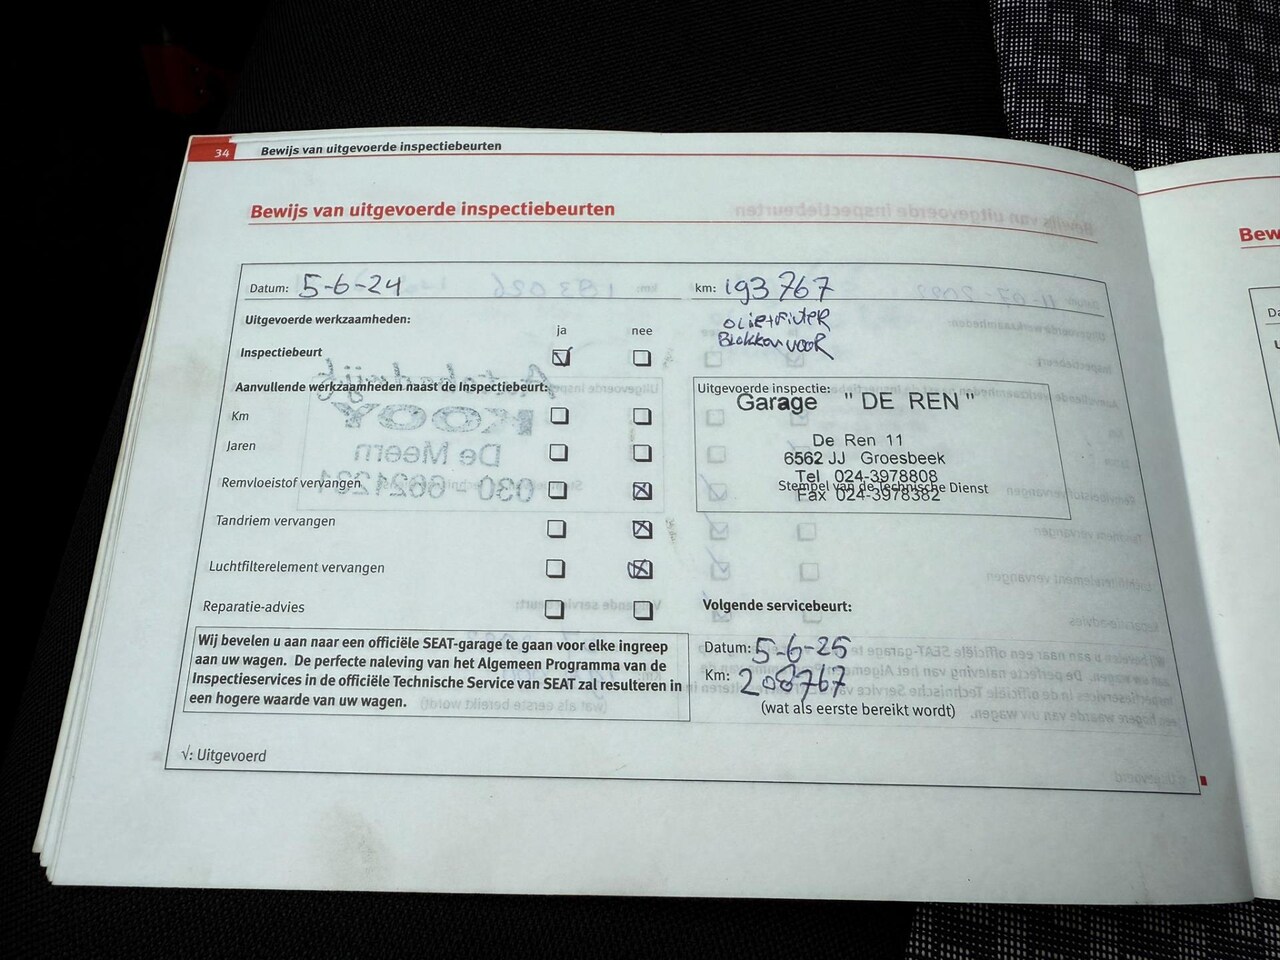 34 Bewijs van uitgevoerde inspectiebeurten
Bewijs van uitgevoerde inspectiebeurten
Datum: 5-6-24
km: 193767
Uitgevoerde werkzaamheden:
ja nee
olie+filter
Blokken voor
Inspectiebeurt
Aanvullende werkzaamheden naast de Inspectiebeurt:
Km
Jaren
Remvloeistof vervangen
Tandriem vervangen
Luchtfilterelement vervangen
Reparatie-advies
Uitgevoerde inspectie:
Garage "DE REN"
De Ren 11
6562 JJ Groesbeek
Tel 024-3978808
Stempel van de Technische Dienst
Fax 024-3978382
Wij bevelen u aan naar een officiële SEAT-garage te gaan voor elke ingreep
aan uw wagen. De perfecte naleving van het Algemeen Programma van de
Inspectieservices in de officiële Technische Service van SEAT zal resulteren in
een hogere waarde van uw wagen.
Volgende servicebeurt:
Datum: 5-6-25
Km: 208767
(wat als eerste bereikt wordt)
√: Uitgevoerd
Bew